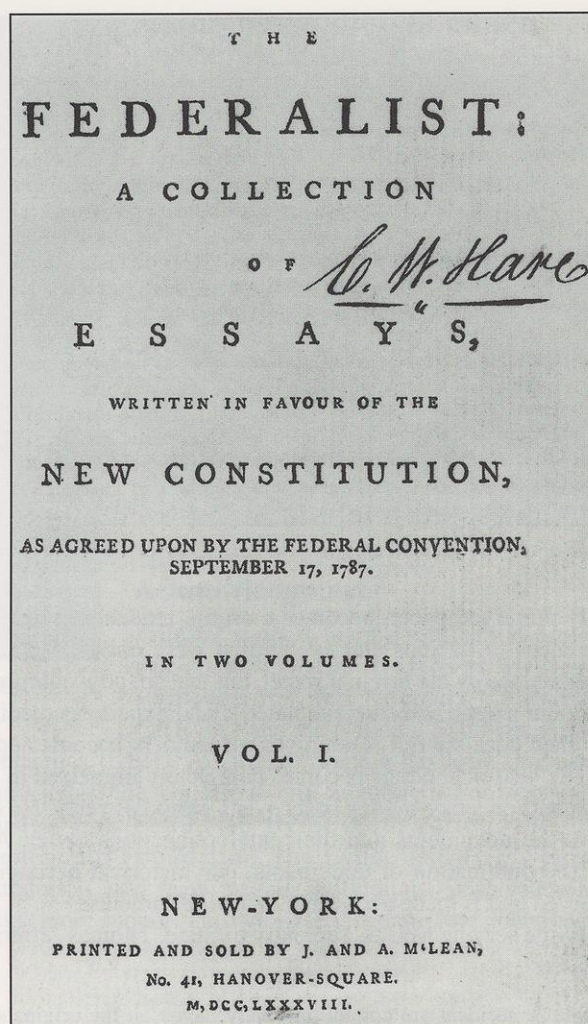 THE
FEDERALIST:
A COLLECTION
OF
C. W. Hare
ESSAYS,
WRITTEN IN FAVOUR OF THE
NEW CONSTITUTION,
AS AGREED UPON BY THE FEDERAL CONVENTION,
SEPTEMBER 17, 1787.
IN TWO VOLUMES.
VOL. I.
NEW-YORK:
PRINTED AND SOLD BY J. AND A. M‘LEAN,
No. 41, HANOVER-SQUARE.
M,DCC,LXXXVIII.